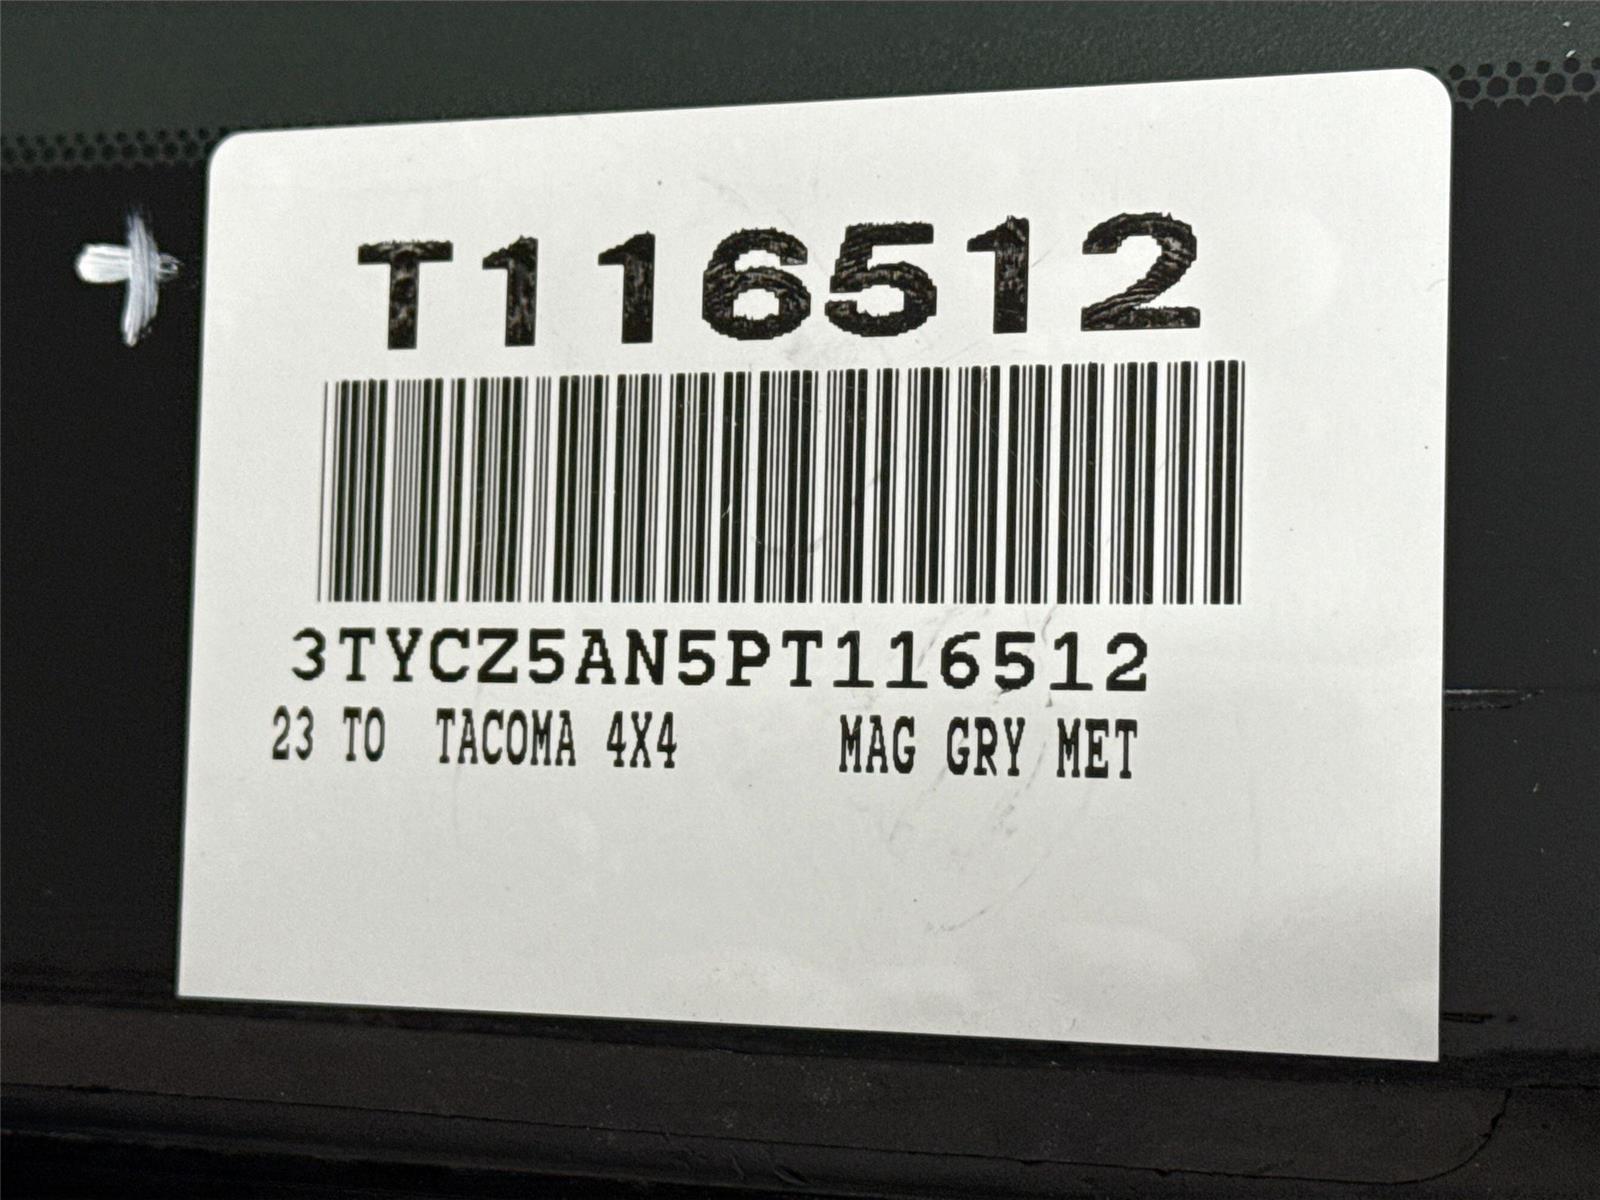 T116512
3TYCZ5AN5PT116512
23 TO TACOMA 4X4 MAG GRY MET